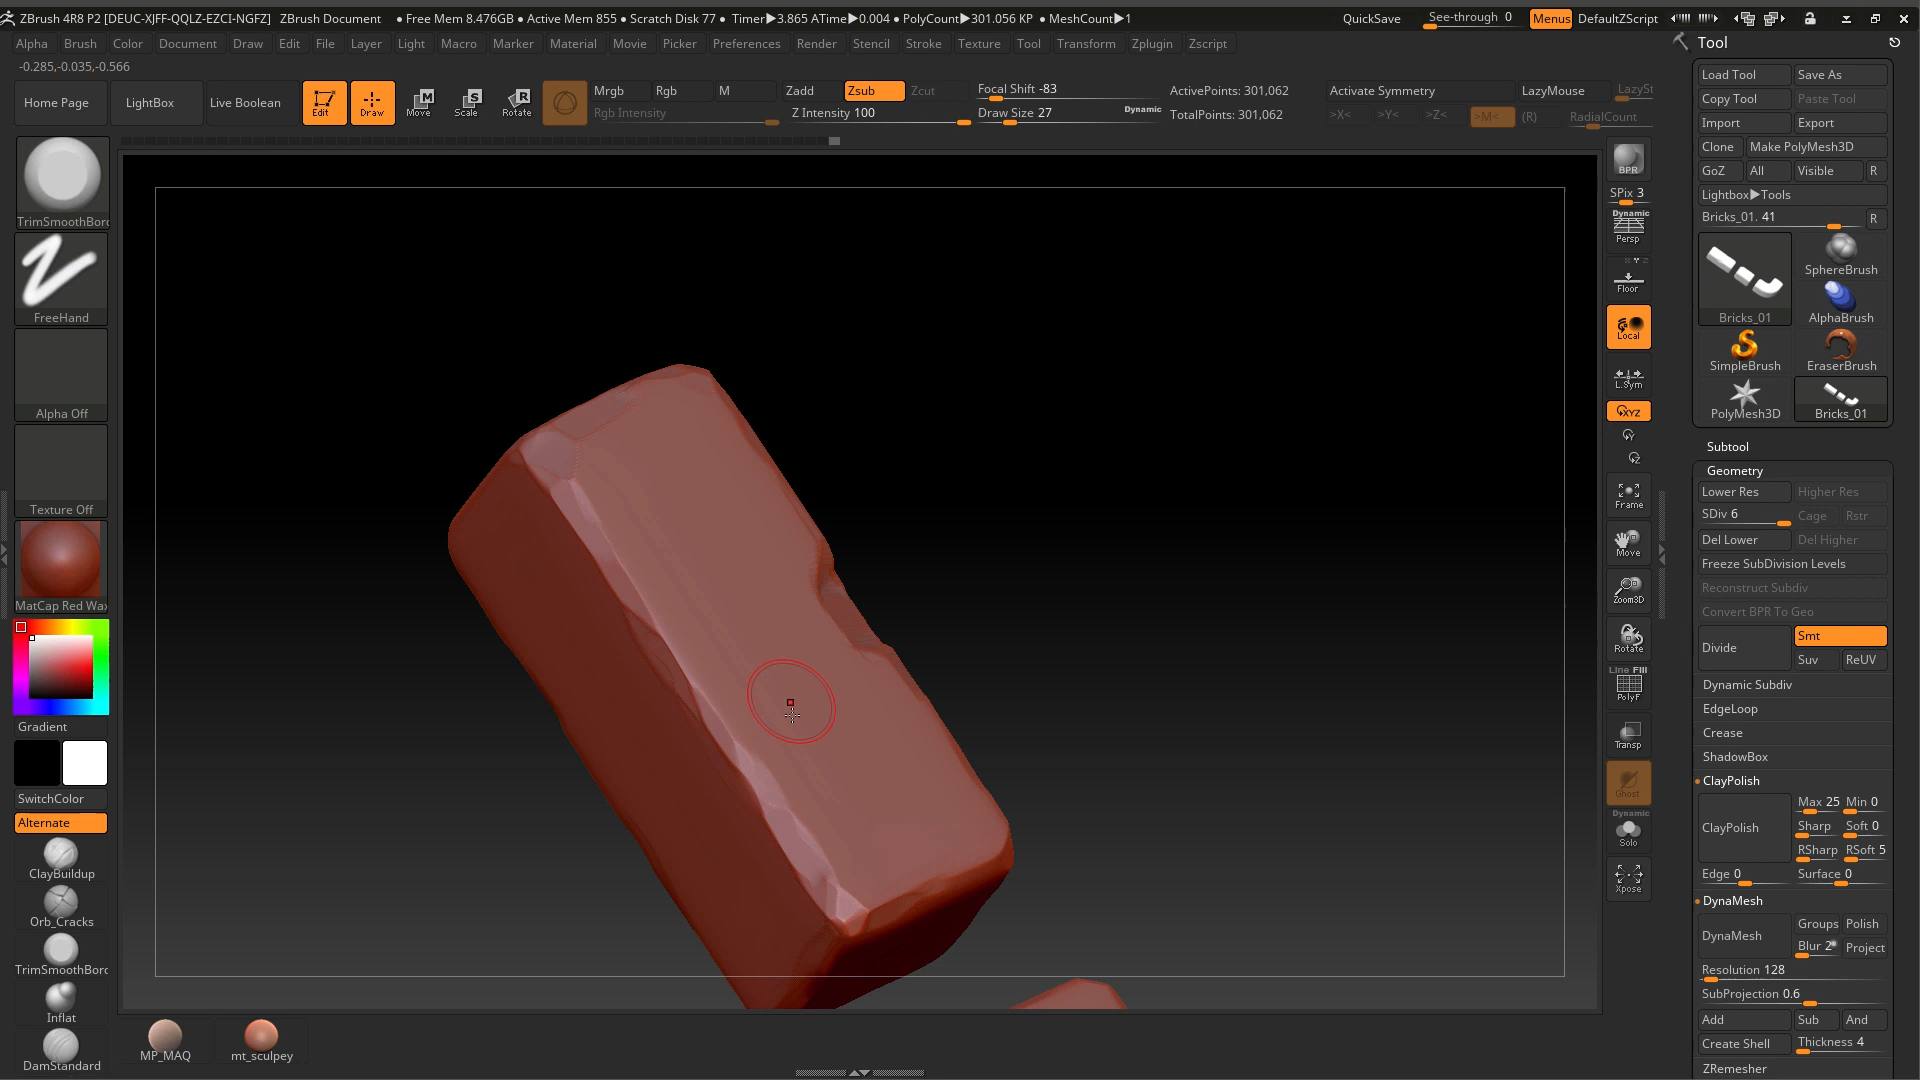 ZBrush 4R8 P2 [DEUC-XJFF-QQLZ-EZCI-NGFZ] ZBrush Document • Free Mem 8.476GB • Active Mem 855 • Scratch Disk 77 • Timer▶3.865 ATime▶0.004 • PolyCount▶301.056 KP • MeshCount▶1 QuickSave See-through 0 Menus DefaultZScript
Alpha Brush Color Document Draw Edit File Layer Light Macro Marker Material Movie Picker Preferences Render Stencil Stroke Texture Tool Transform Zplugin Zscript
-0.285,-0.035,-0.566
Home Page LightBox Live Boolean Edit Draw Move Scale Rotate
Mrgb Rgb M Zadd Zsub Zcut Focal Shift -83 ActivePoints: 301,062 Activate Symmetry LazyMouse LazySt
Rgb Intensity Z Intensity 100 Draw Size 27 Dynamic TotalPoints: 301,062 >X< >Y< >Z< >M< (R) RadialCount
TrimSmoothBord
FreeHand
Alpha Off
Texture Off
MatCap Red Wax
Gradient
SwitchColor
Alternate
ClayBuildup
Orb_Cracks
TrimSmoothBord
Inflat
DamStandard
MP_MAQ mt_sculpey
BPR
SPix 3
Dynamic
Persp
Floor
Local
L.Sym
XYZ
Frame
Move
Zoom3D
Rotate
Line Fill
PolyF
Transp
Ghost
Dynamic
Solo
Xpose
Tool
Load Tool Save As
Copy Tool Paste Tool
Import Export
Clone Make PolyMesh3D
GoZ All Visible R
Lightbox▶Tools
Bricks_01. 41 R
Bricks_01 SphereBrush
AlphaBrush
SimpleBrush EraserBrush
PolyMesh3D Bricks_01
Subtool
Geometry
Lower Res Higher Res
SDiv 6 Cage Rstr
Del Lower Del Higher
Freeze SubDivision Levels
Reconstruct Subdiv
Convert BPR To Geo
Divide Smt
Suv ReUV
Dynamic Subdiv
EdgeLoop
Crease
ShadowBox
ClayPolish
ClayPolish Max 25 Min 0
Sharp Soft 0
RSharp RSoft 5
Edge 0 Surface 0
DynaMesh
DynaMesh Groups Polish
Blur 2 Project
Resolution 128
SubProjection 0.6
Add Sub And
Create Shell Thickness 4
ZRemesher